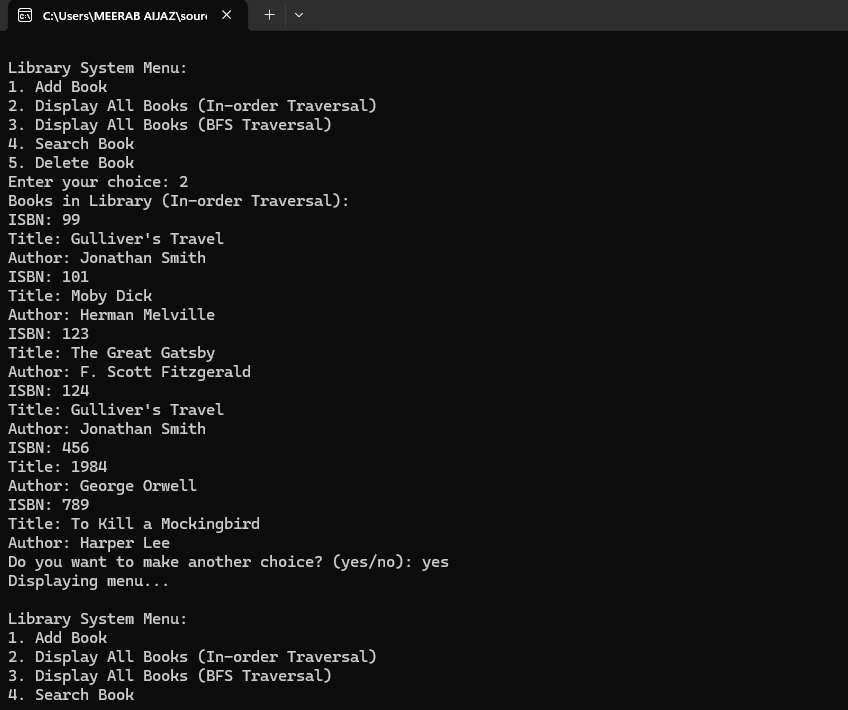 C:\Users\MEERAB AIJAZ\sour
Library System Menu:
1. Add Book
2. Display All Books (In-order Traversal)
3. Display All Books (BFS Traversal)
4. Search Book
5. Delete Book
Enter your choice: 2
Books in Library (In-order Traversal):
ISBN: 99
Title: Gulliver's Travel
Author: Jonathan Smith
ISBN: 101
Title: Moby Dick
Author: Herman Melville
ISBN: 123
Title: The Great Gatsby
Author: F. Scott Fitzgerald
ISBN: 124
Title: Gulliver's Travel
Author: Jonathan Smith
ISBN: 456
Title: 1984
Author: George Orwell
ISBN: 789
Title: To Kill a Mockingbird
Author: Harper Lee
Do you want to make another choice? (yes/no): yes
Displaying menu...
Library System Menu:
1. Add Book
2. Display All Books (In-order Traversal)
3. Display All Books (BFS Traversal)
4. Search Book